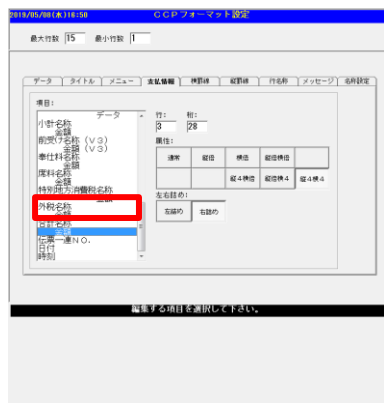 2019/05/08(水)16:50 CCPフォーマット設定
最大行数 15 最小行数 1
データ タイトル メニュー 支払情報 横罫線 縦罫線 行名称 メッセージ 名称設定
項目:
データ
小計名称
金額
前受け名称(V3)
金額(V3)
奉仕料名称
金額
席料名称
金額
特別地方消費税名称
金額
外税名称
金額
合計名称
金額
伝票一連NO.
日付
時刻
行: 桁:
3 28
属性:
通常 縦倍 横倍 縦倍横倍
縦4横倍 縦倍横4 縦4横4
左右詰め:
左詰め 右詰め
編集する項目を選択して下さい。